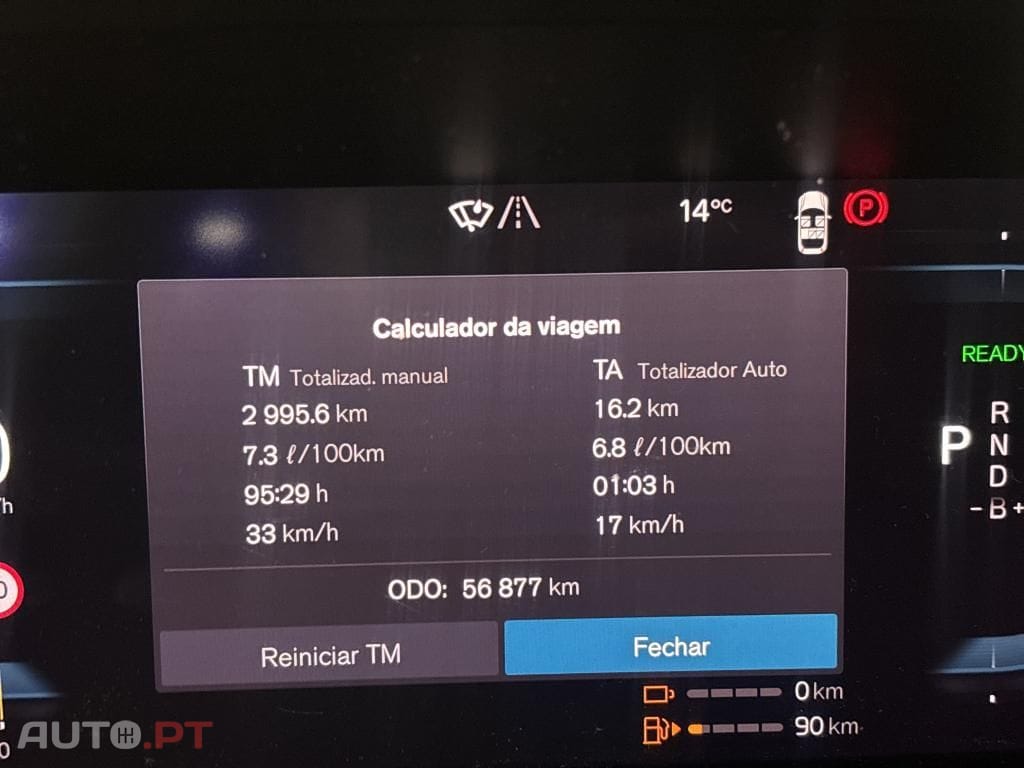 14°C
P
Calculador da viagem
TM Totalizad. manual
2 995.6 km
7.3 ℓ/100km
95:29 h
33 km/h
TA Totalizador Auto
16.2 km
6.8 ℓ/100km
01:03 h
17 km/h
ODO: 56 877 km
Reiniciar TM
Fechar
READY
P
R
N
D
- B +
0 km
90 km
AUTO.PT